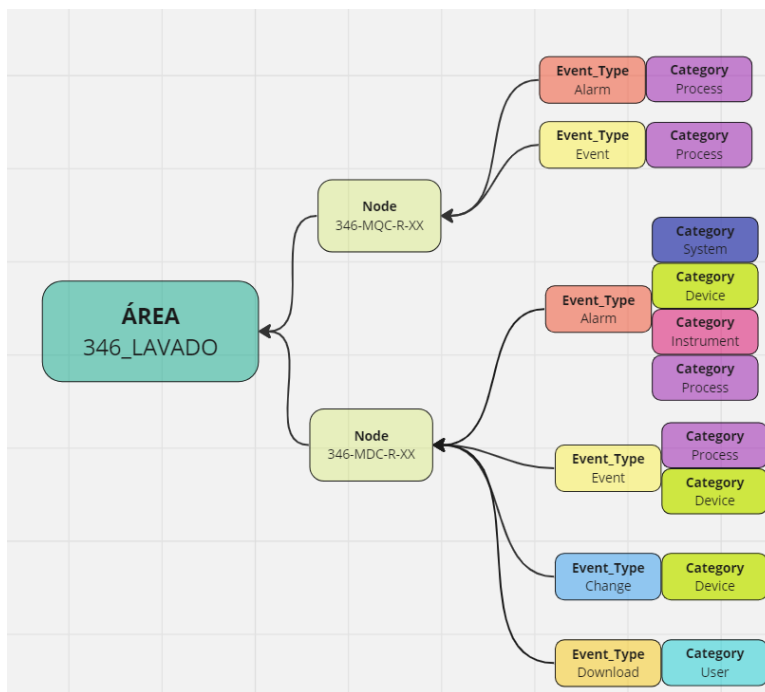 Event_Type
Alarm
Category
Process
Event_Type
Event
Category
Process
Node
346-MQC-R-XX
Category
System
Category
Device
Event_Type
Alarm
Category
Instrument
Category
Process
ÁREA
346_LAVADO
Node
346-MDC-R-XX
Category
Process
Event_Type
Event
Category
Device
Event_Type
Change
Category
Device
Event_Type
Download
Category
User